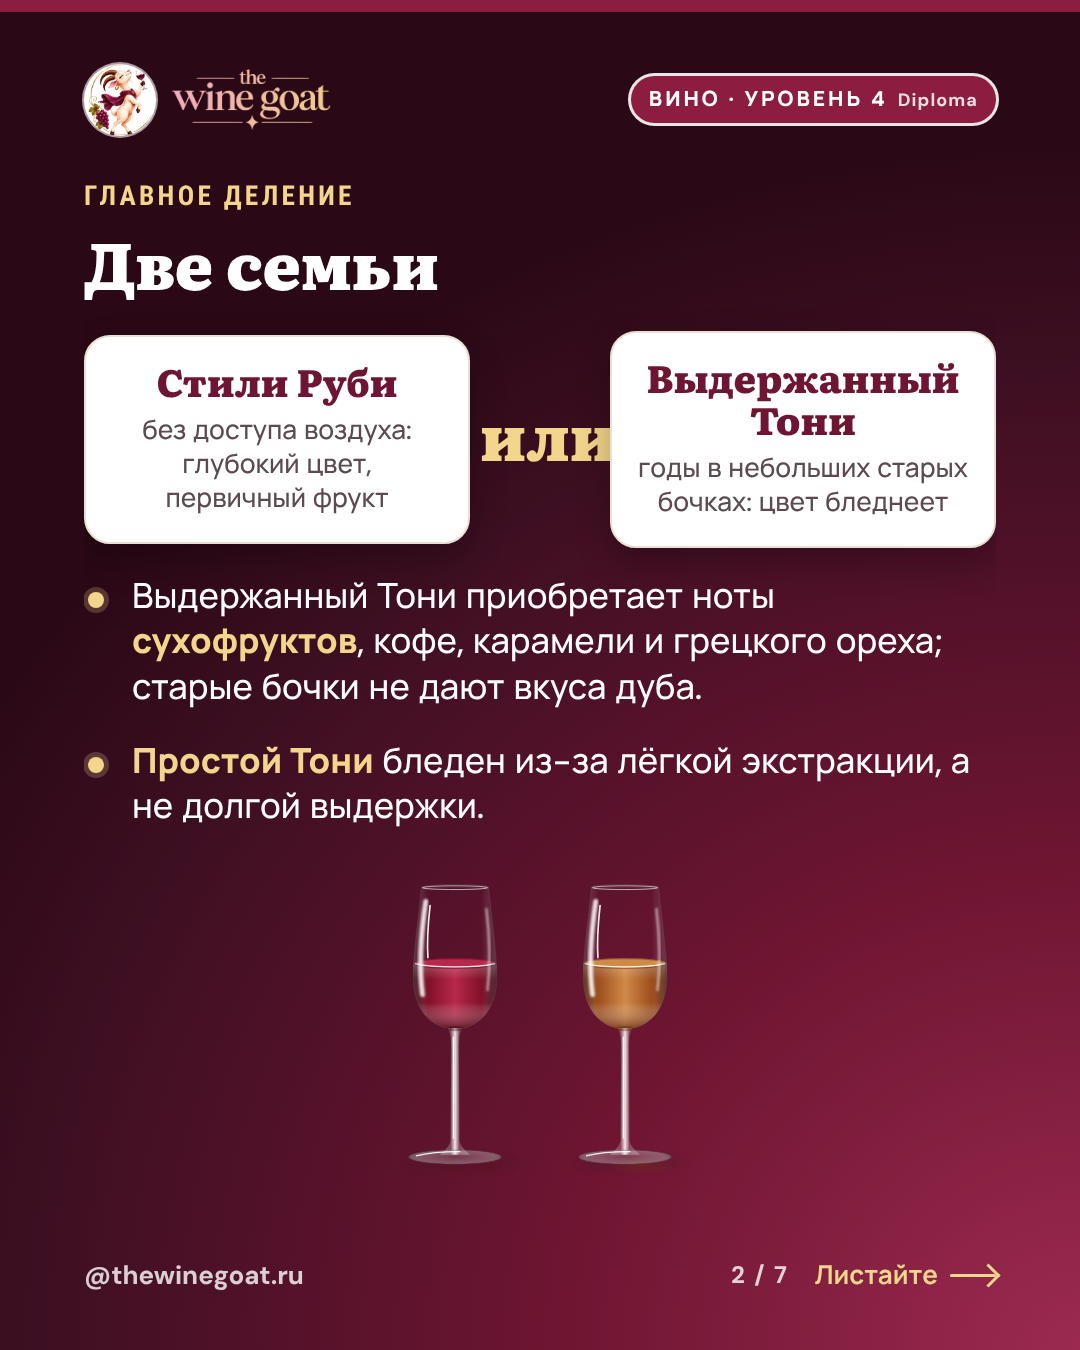 the
wine goat
ВИНО · УРОВЕНЬ 4 Diploma
ГЛАВНОЕ ДЕЛЕНИЕ
Две семьи
Стили Руби
без доступа воздуха:
глубокий цвет,
первичный фрукт
или
Выдержанный
Тони
годы в небольших старых
бочках: цвет бледнеет
Выдержанный Тони приобретает ноты
сухофруктов, кофе, карамели и грецкого ореха;
старые бочки не дают вкуса дуба.
Простой Тони бледен из-за лёгкой экстракции, а
не долгой выдержки.
@thewinegoat.ru
2 / 7 Листайте